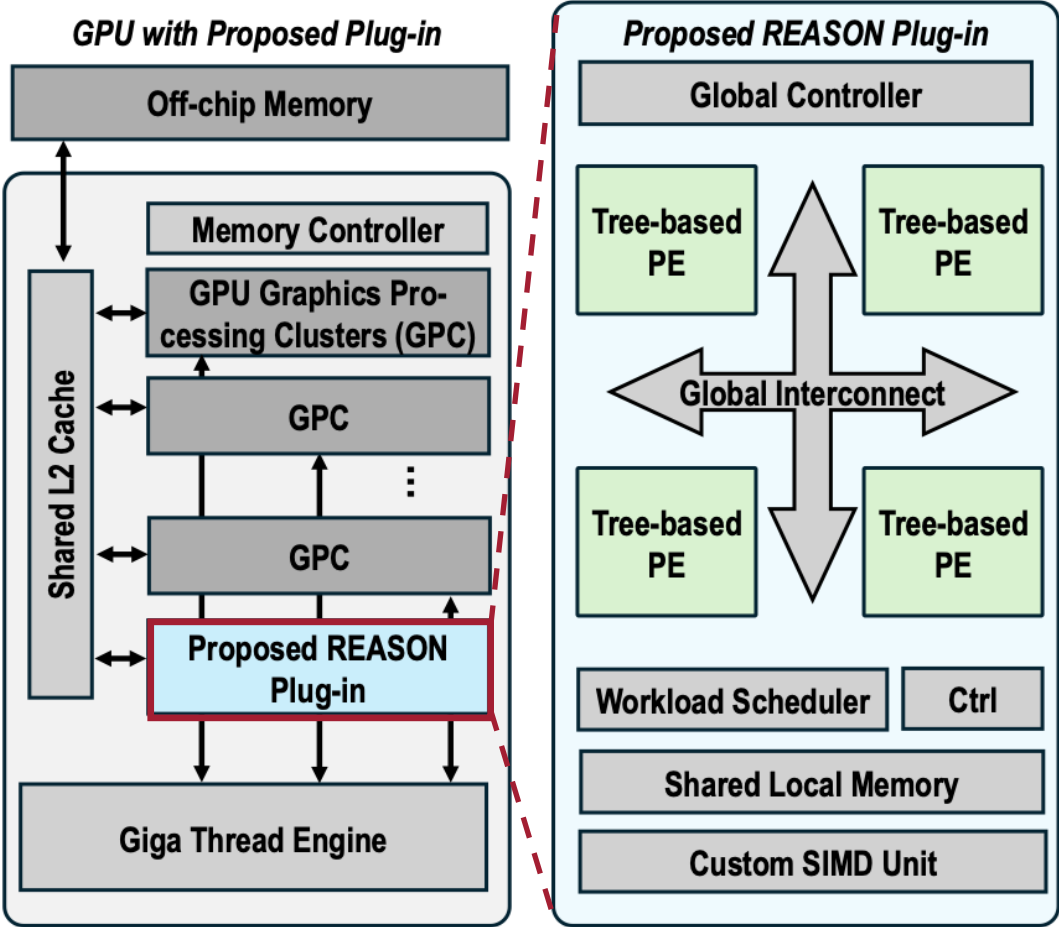 GPU with Proposed Plug-in
Off-chip Memory
Memory Controller
GPU Graphics Pro-
cessing Clusters (GPC)
GPC
...
GPC
Shared L2 Cache
Proposed REASON
Plug-in
Giga Thread Engine
Proposed REASON Plug-in
Global Controller
Tree-based
PE
Tree-based
PE
Global Interconnect
Tree-based
PE
Tree-based
PE
Workload Scheduler
Ctrl
Shared Local Memory
Custom SIMD Unit